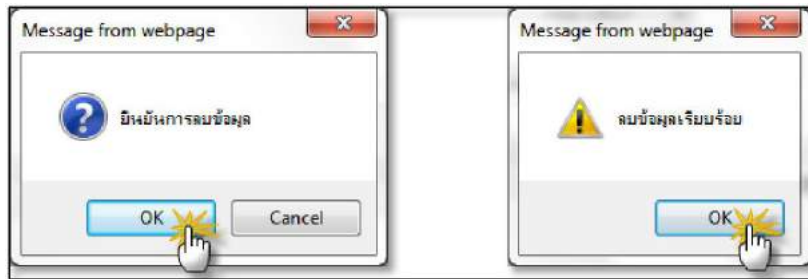 Message from webpage
ยืนยันการลบข้อมูล
OK
Cancel
Message from webpage
ลบข้อมูลเรียบร้อย
OK